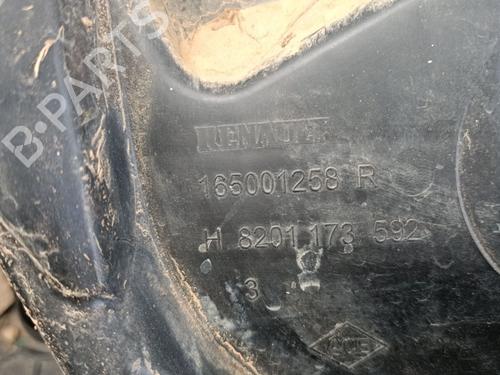 B-PARTS
RENAULT
165001258 R
H 8201 173 592
3